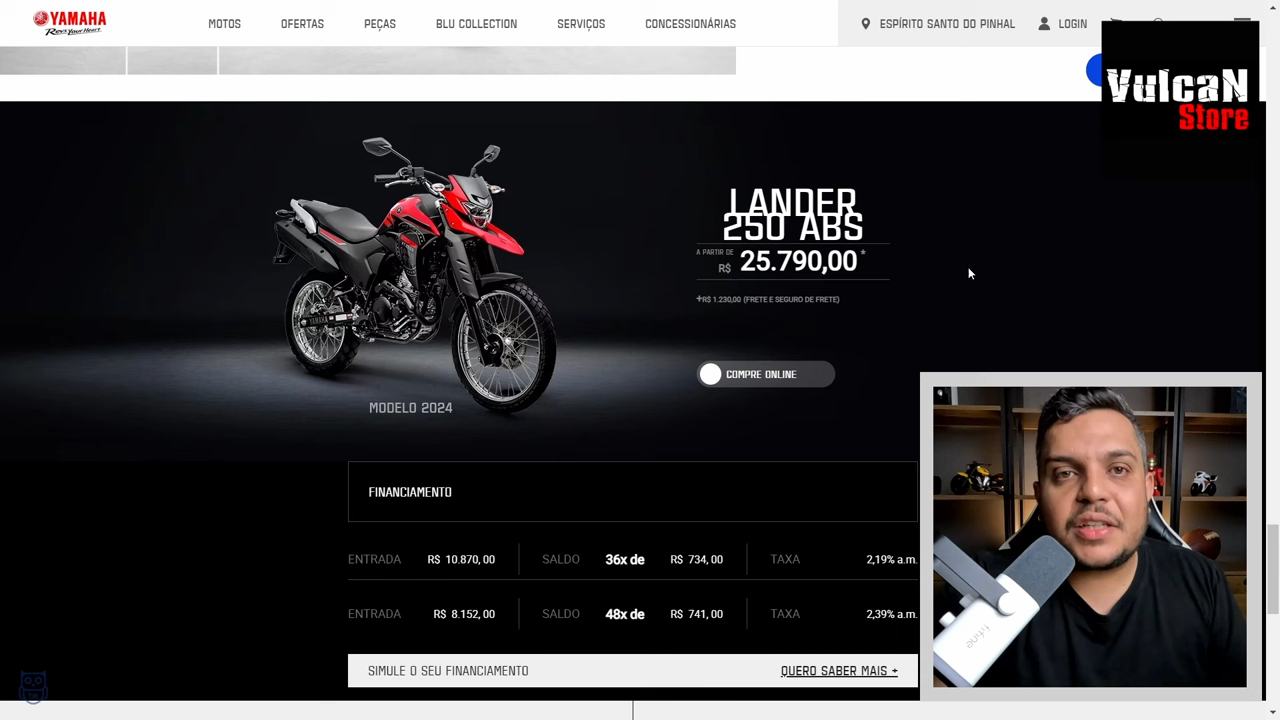 YAMAHA
Revs Your Heart
MOTOS
OFERTAS
PEÇAS
BLU COLLECTION
SERVIÇOS
CONCESSIONÁRIAS
ESPÍRITO SANTO DO PINHAL
LOGIN
VulcaN
Store
LANDER
250 ABS
A PARTIR DE
R$ 25.790,00*
+R$ 1.230,00 (FRETE E SEGURO DE FRETE)
COMPRE ONLINE
MODELO 2024
FINANCIAMENTO
ENTRADA R$ 10.870, 00 SALDO 36x de R$ 734, 00 TAXA 2,19% a.m.
ENTRADA R$ 8.152, 00 SALDO 48x de R$ 741, 00 TAXA 2,39% a.m.
SIMULE O SEU FINANCIAMENTO
QUERO SABER MAIS +
fifine
YAMAHA